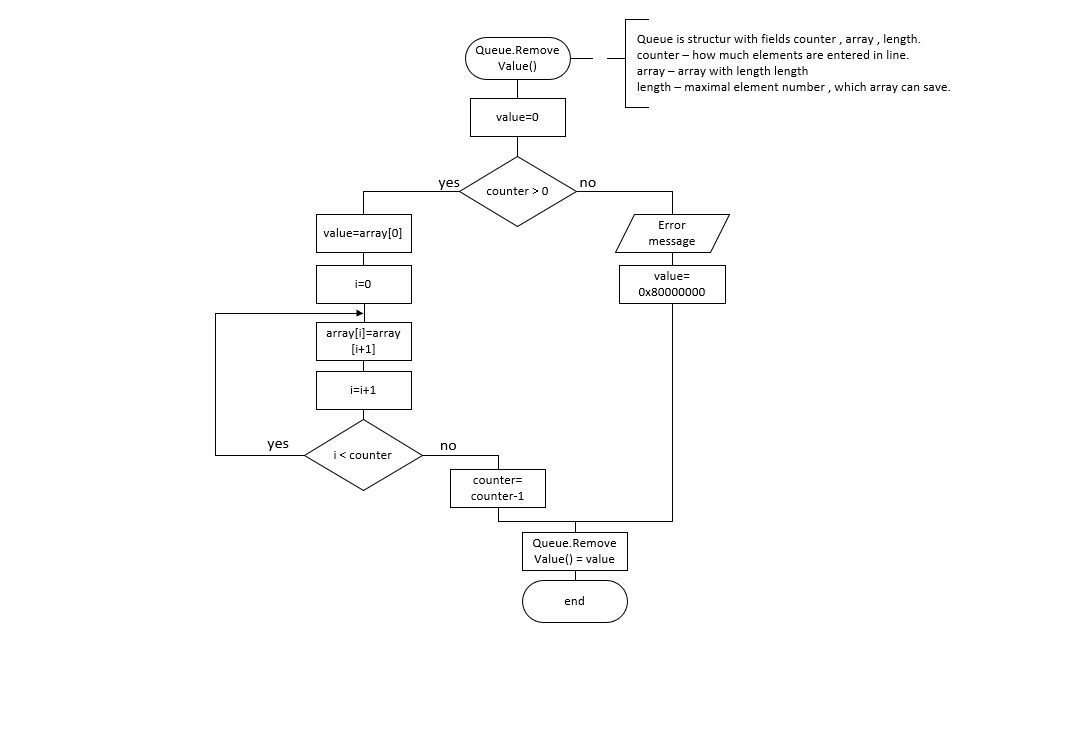 Queue.Remove
Value()
Queue is structur with fields counter , array , length.
counter – how much elements are entered in line.
array – array with length length
length – maximal element number , which array can save.
value=0
counter > 0
yes
no
value=array[0]
Error
message
i=0
value=
0x80000000
array[i]=array
[i+1]
i=i+1
i < counter
yes
no
counter=
counter-1
Queue.Remove
Value() = value
end